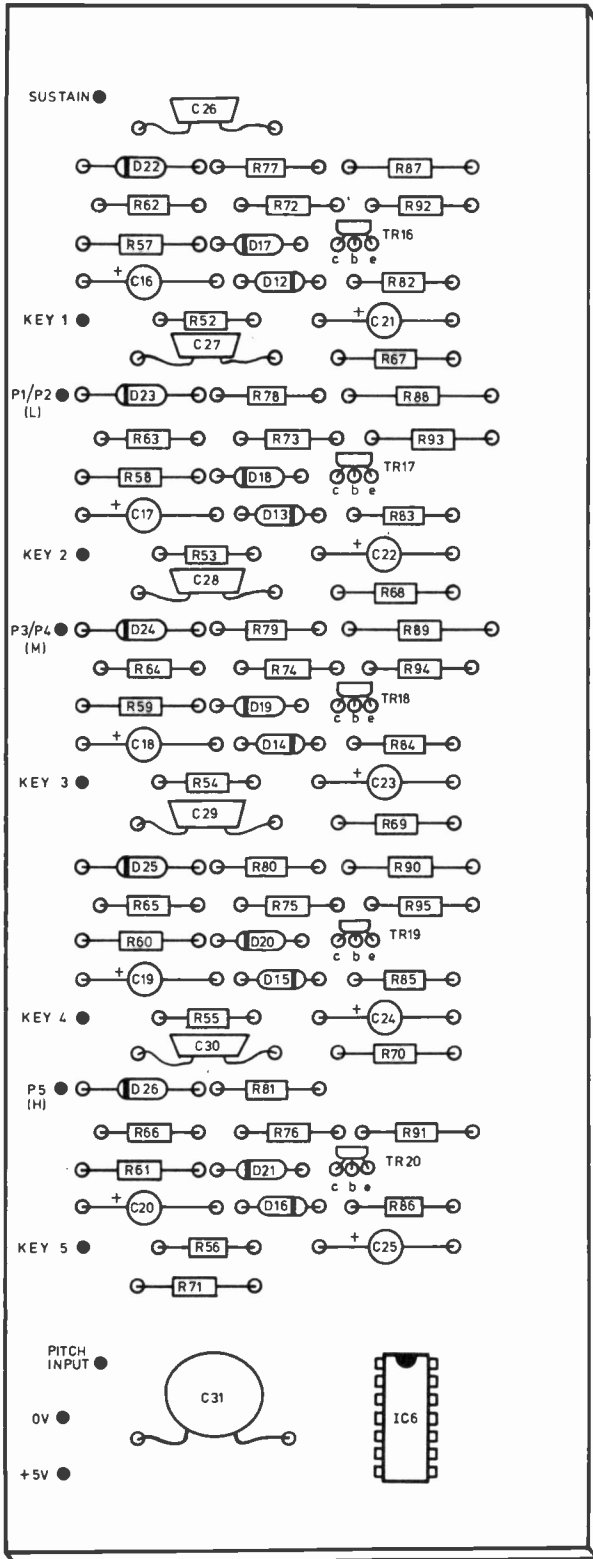 SUSTAIN
C26
D22 R77 R87
R62 R72 R92
R57 D17 TR16
c b e
+ C16 D12 R82
KEY 1 R52 + C21
C27
R67
P1/P2 D23 R78 R88
(L)
R63 R73 R93
R58 D18 TR17
c b e
+ C17 D13 R83
KEY 2 R53 + C22
C28
R68
P3/P4 D24 R79 R89
(M)
R64 R74 R94
R59 D19 TR18
c b e
+ C18 D14 R84
KEY 3 R54 + C23
C29
R69
D25 R80 R90
R65 R75 R95
R60 D20 TR19
c b e
+ C19 D15 R85
KEY 4 R55 + C24
C30
R70
P5 D26 R81
(H)
R66 R76 R91
R61 D21 TR20
c b e
+ C20 D16 R86
KEY 5 R56 + C25
R71
PITCH
INPUT
C31
0V
IC6
+5V